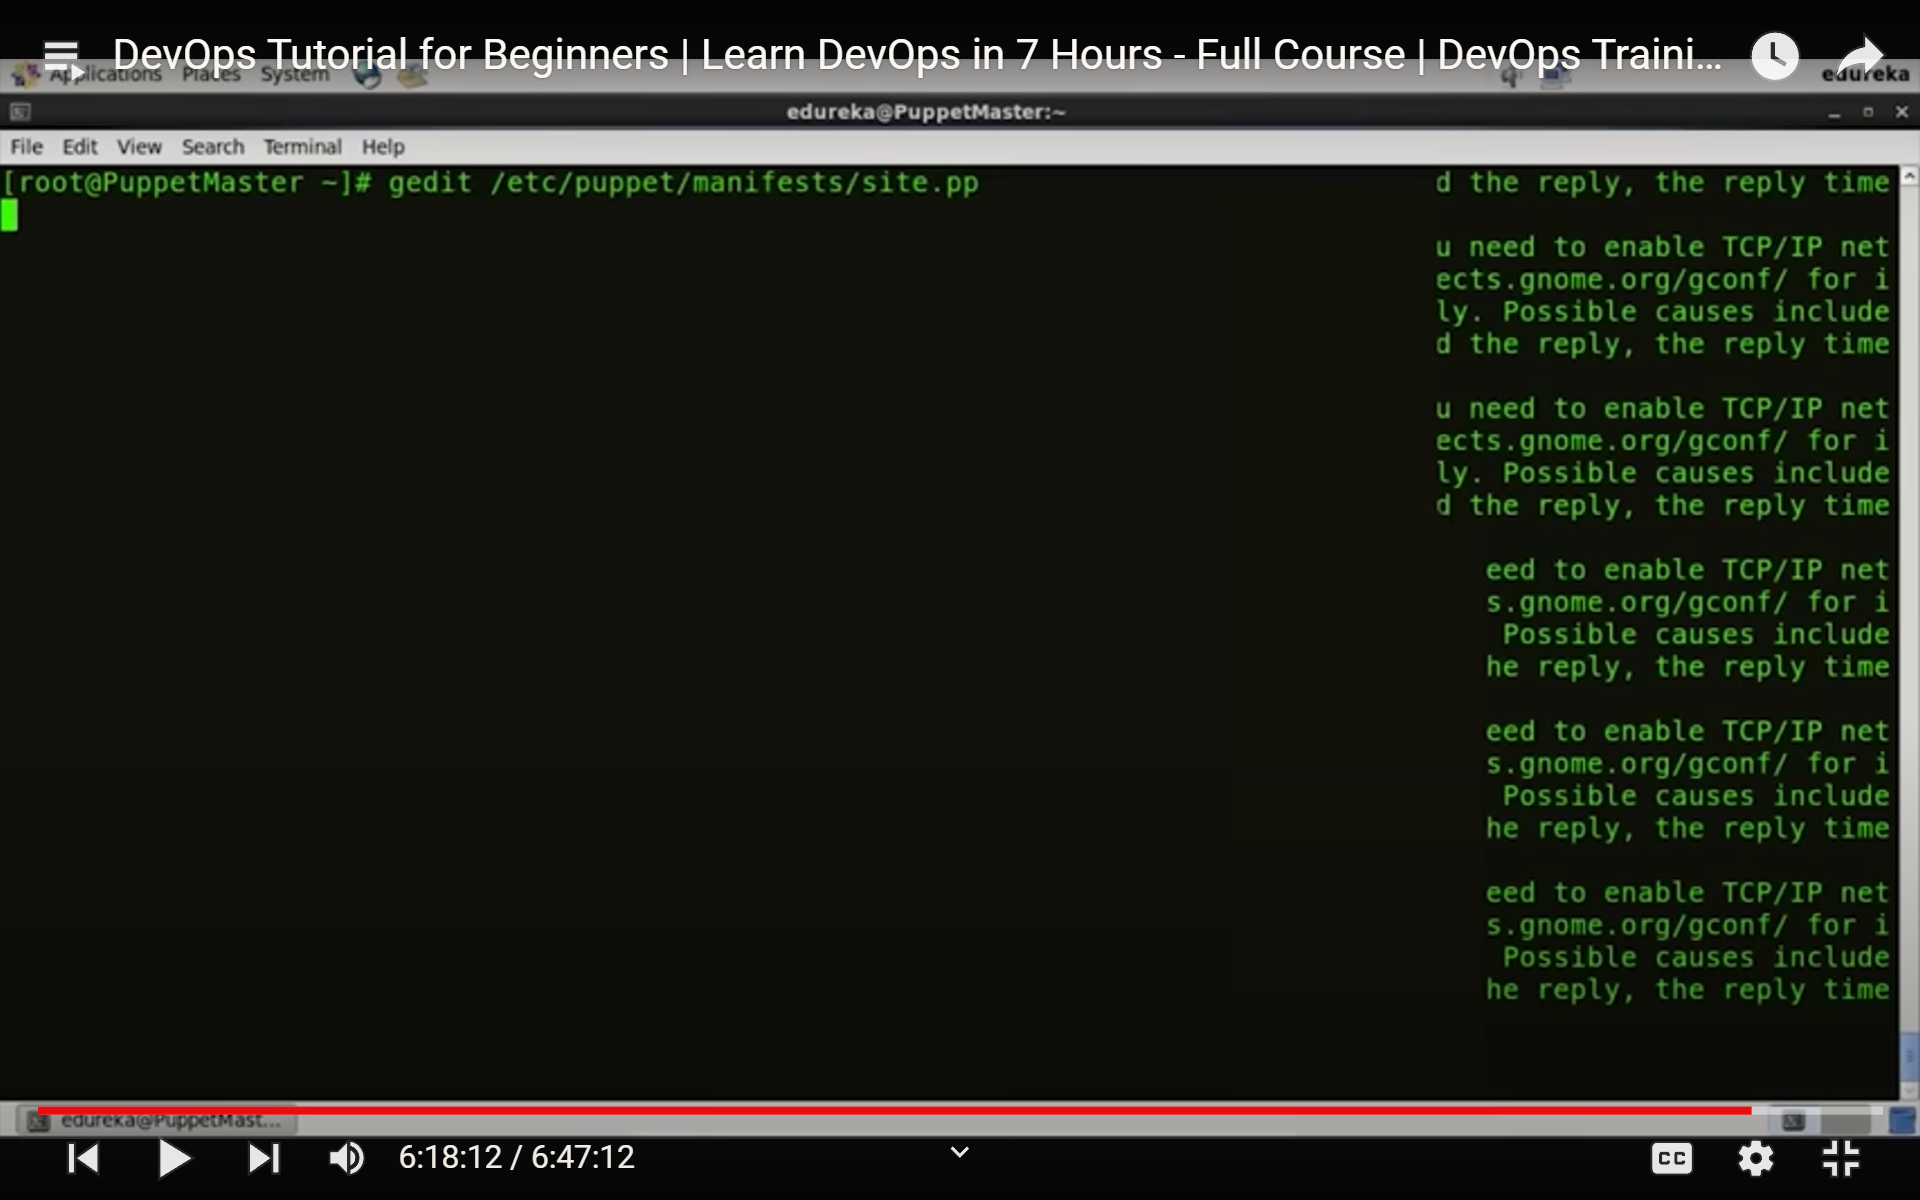 DevOps Tutorial for Beginners | Learn DevOps in 7 Hours - Full Course | DevOps Traini...
Applications Places System edureka
edureka@PuppetMaster:~
File Edit View Search Terminal Help
[root@PuppetMaster ~]# gedit /etc/puppet/manifests/site.pp d the reply, the reply time
u need to enable TCP/IP net
ects.gnome.org/gconf/ for i
ly. Possible causes include
d the reply, the reply time
u need to enable TCP/IP net
ects.gnome.org/gconf/ for i
ly. Possible causes include
d the reply, the reply time
eed to enable TCP/IP net
s.gnome.org/gconf/ for i
Possible causes include
he reply, the reply time
eed to enable TCP/IP net
s.gnome.org/gconf/ for i
Possible causes include
he reply, the reply time
eed to enable TCP/IP net
s.gnome.org/gconf/ for i
Possible causes include
he reply, the reply time
edureka@PuppetMast...
6:18:12 / 6:47:12 CC